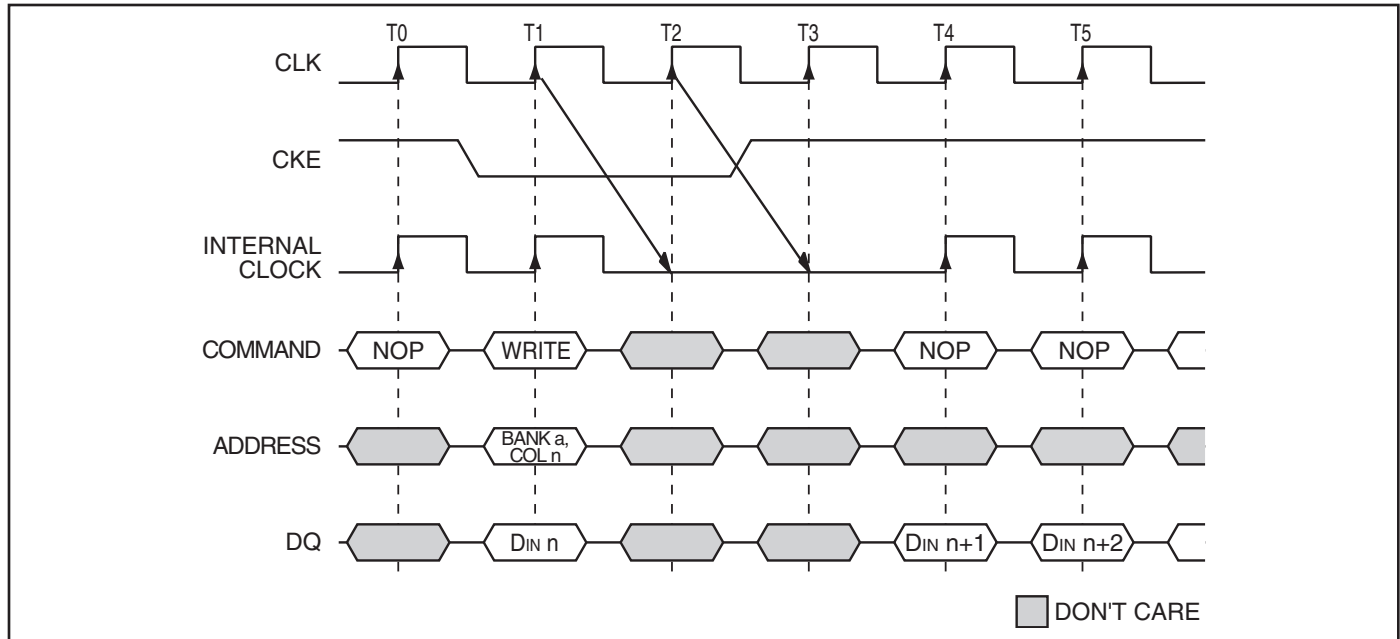 T0 T1 T2 T3 T4 T5
CLK
CKE
INTERNAL
CLOCK
COMMAND NOP WRITE NOP NOP
ADDRESS BANK a,
COL n
DQ DIN n DIN n+1 DIN n+2
DON'T CARE